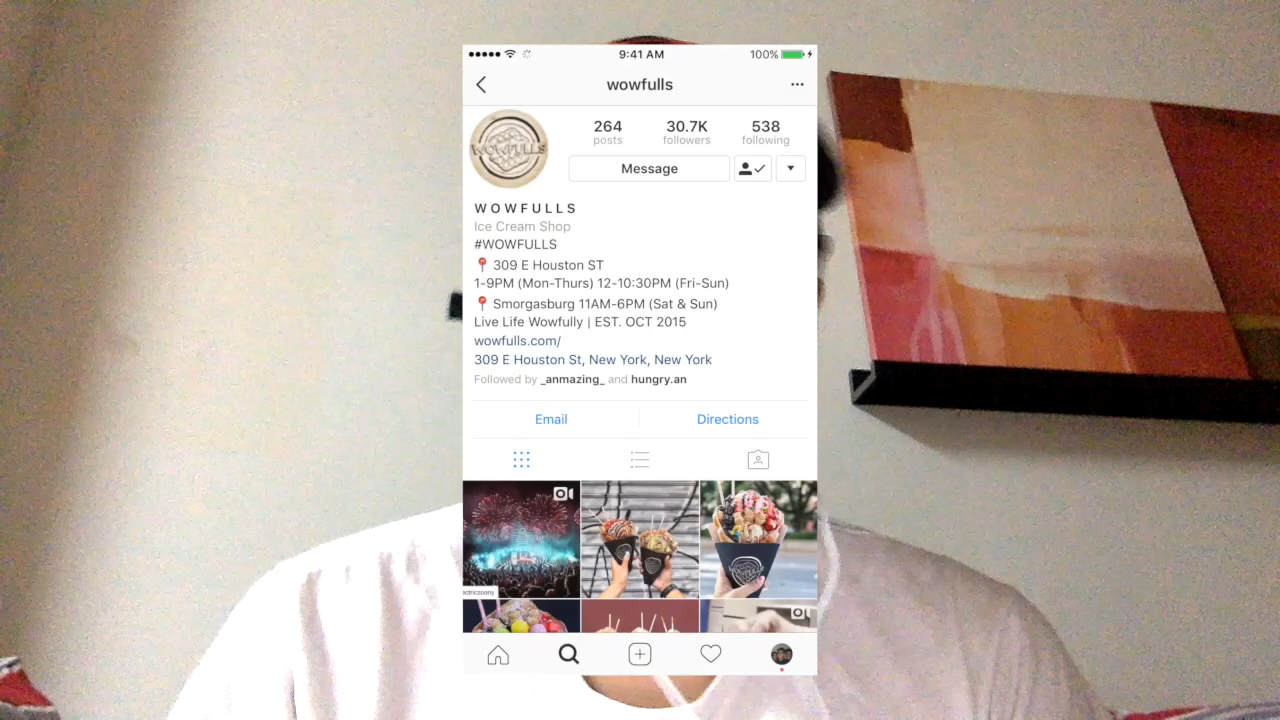 9:41 AM
100%
wowfulls
WOWFULLS
264
30.7K
538
posts
followers
following
Message
W O W F U L L S
Ice Cream Shop
#WOWFULLS
📍 309 E Houston ST
1-9PM (Mon-Thurs) 12-10:30PM (Fri-Sun)
📍 Smorgasburg 11AM-6PM (Sat & Sun)
Live Life Wowfully | EST. OCT 2015
wowfulls.com/
309 E Houston St, New York, New York
Followed by _anmazing_ and hungry.an
Email
Directions
WOWFULLS